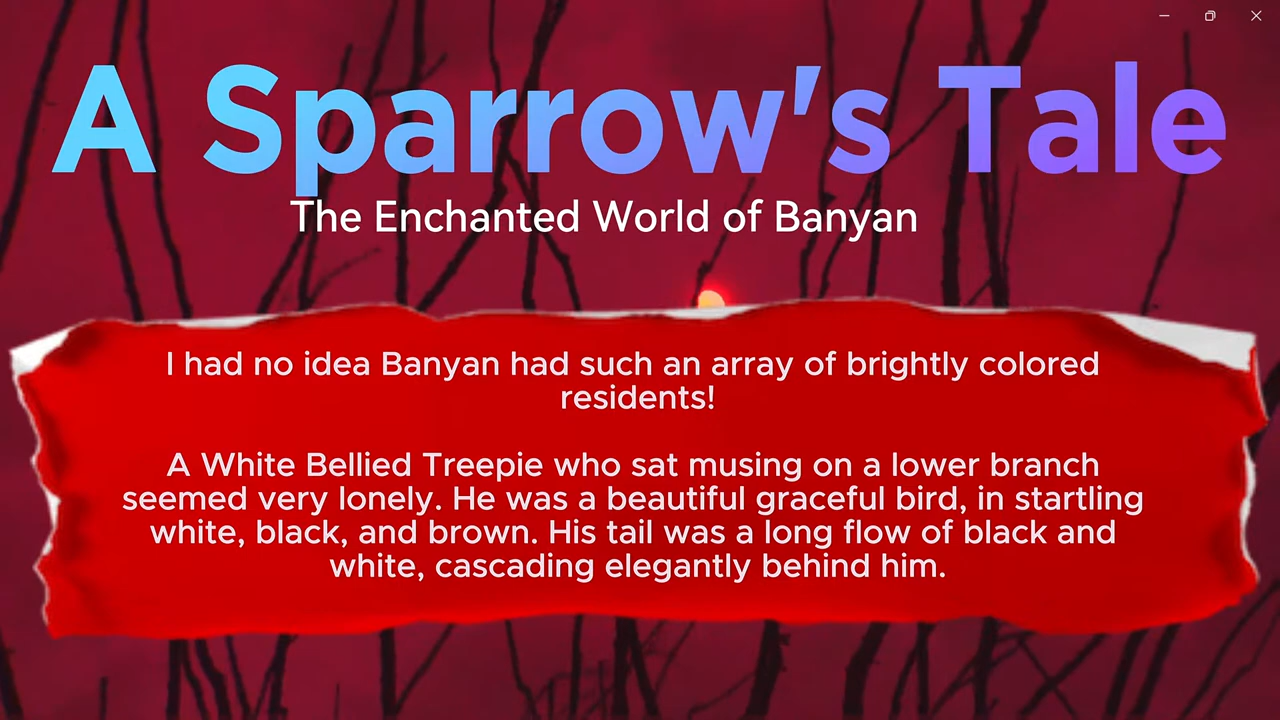 A Sparrow's Tale
The Enchanted World of Banyan
I had no idea Banyan had such an array of brightly colored
residents!
A White Bellied Treepie who sat musing on a lower branch
seemed very lonely. He was a beautiful graceful bird, in startling
white, black, and brown. His tail was a long flow of black and
white, cascading elegantly behind him.